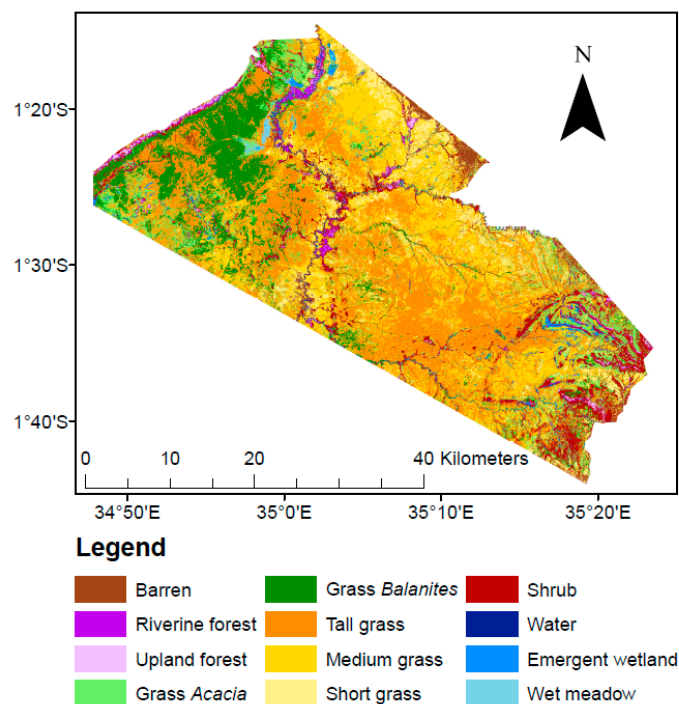 N
1°20'S
1°30'S
1°40'S
0 10 20 40 Kilometers
34°50'E 35°0'E 35°10'E 35°20'E
Legend
Barren Grass Balanites Shrub
Riverine forest Tall grass Water
Upland forest Medium grass Emergent wetland
Grass Acacia Short grass Wet meadow